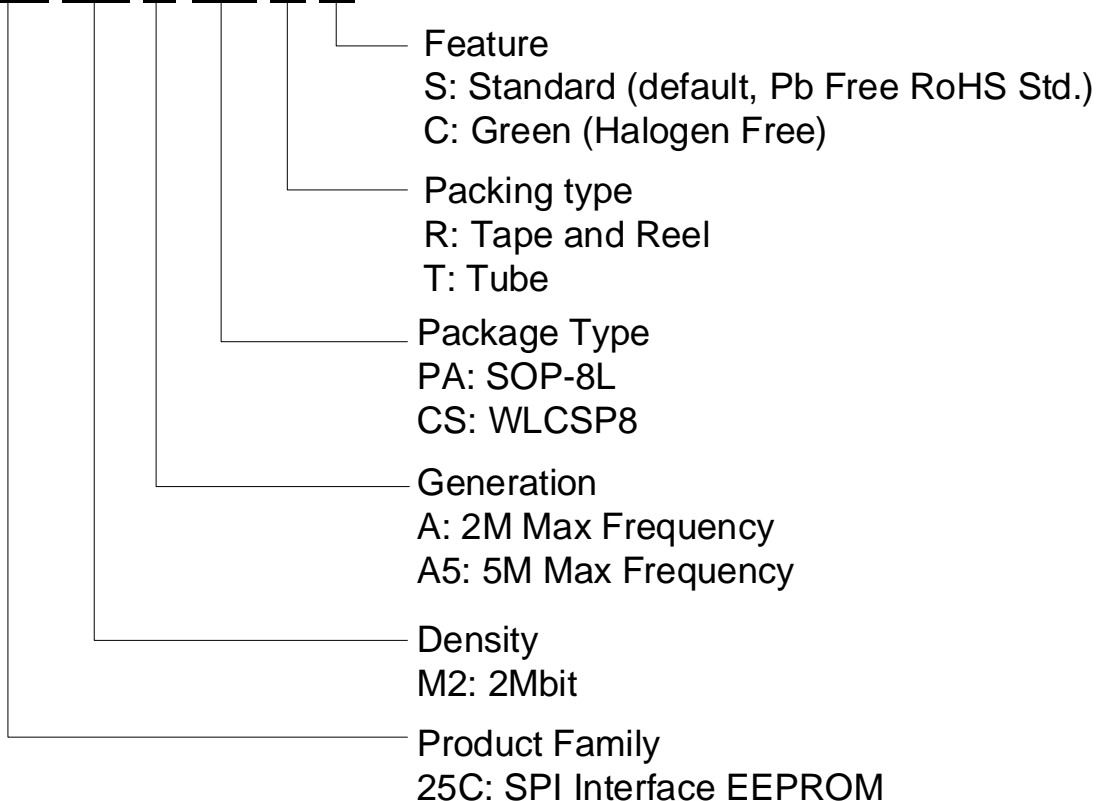 Feature
S: Standard (default, Pb Free RoHS Std.)
C: Green (Halogen Free)
Packing type
R: Tape and Reel
T: Tube
Package Type
PA: SOP-8L
CS: WLCSP8
Generation
A: 2M Max Frequency
A5: 5M Max Frequency
Density
M2: 2Mbit
Product Family
25C: SPI Interface EEPROM